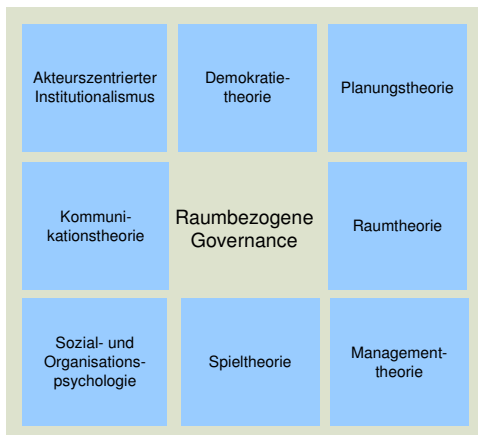 Akteurszentrierter
Institutionalismus
Demokratie-
theorie
Planungstheorie
Kommuni-
kationstheorie
Raumbezogene
Governance
Raumtheorie
Sozial- und
Organisations-
psychologie
Spieltheorie
Management-
theorie